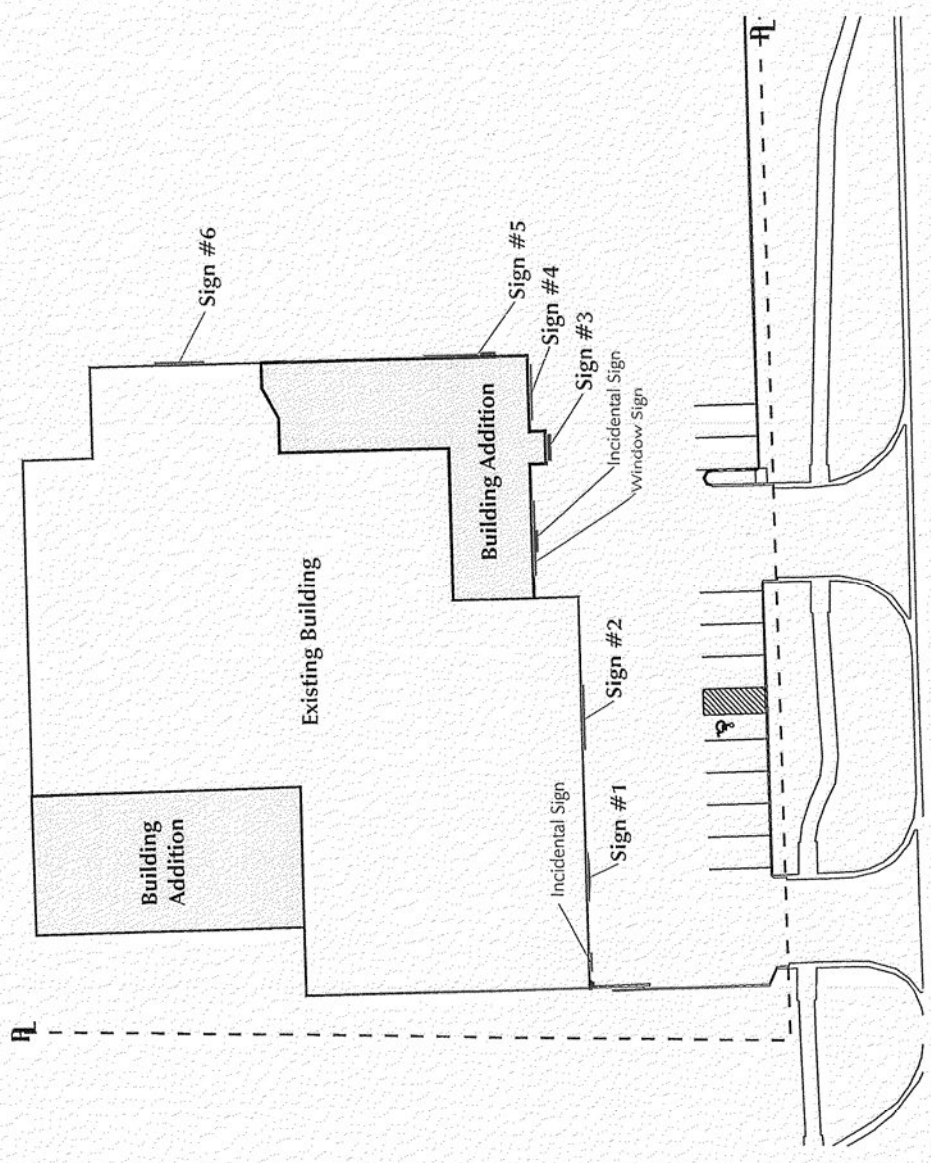 PL
Sign #6
Sign #5
Sign #4
Sign #3
Incidental Sign
Window Sign
Building Addition
Existing Building
Sign #2
Building
Addition
Sign #1
Incidental Sign
PL